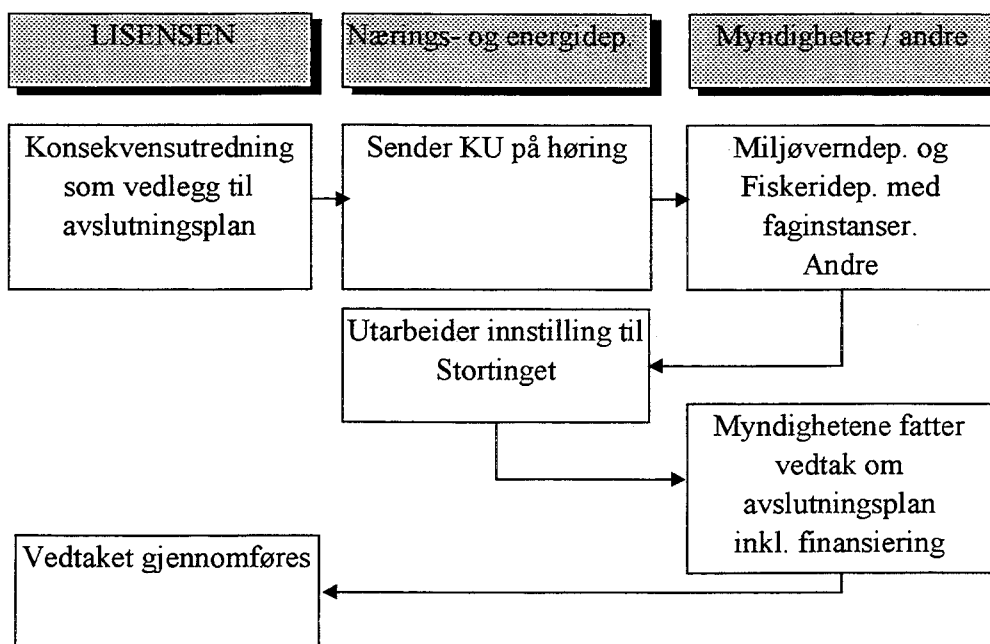 LISENSEN
Nærings- og energidep.
Myndigheter / andre
Konsekvensutredning
som vedlegg til
avslutningsplan
Sender KU på høring
Miljøverndep. og
Fiskeridep. med
faginstanser.
Andre
Utarbeider innstilling til
Stortinget
Myndighetene fatter
vedtak om
avslutningsplan
inkl. finansiering
Vedtaket gjennomføres